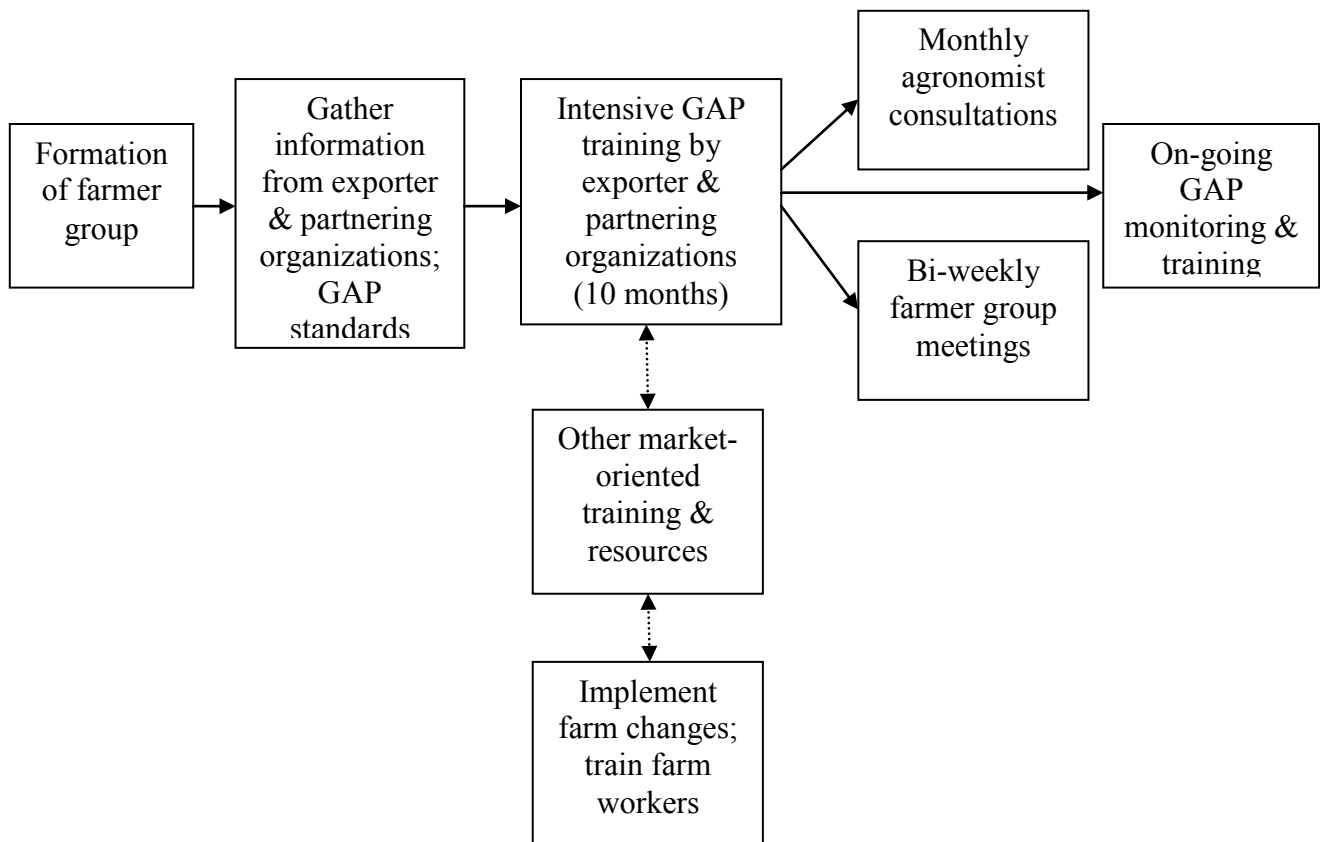 Formation
of farmer
group
Gather
information
from exporter
& partnering
organizations;
GAP
standards
Intensive GAP
training by
exporter &
partnering
organizations
(10 months)
Monthly
agronomist
consultations
Bi-weekly
farmer group
meetings
On-going
GAP
monitoring &
training
Other market-
oriented
training &
resources
Implement
farm changes;
train farm
workers